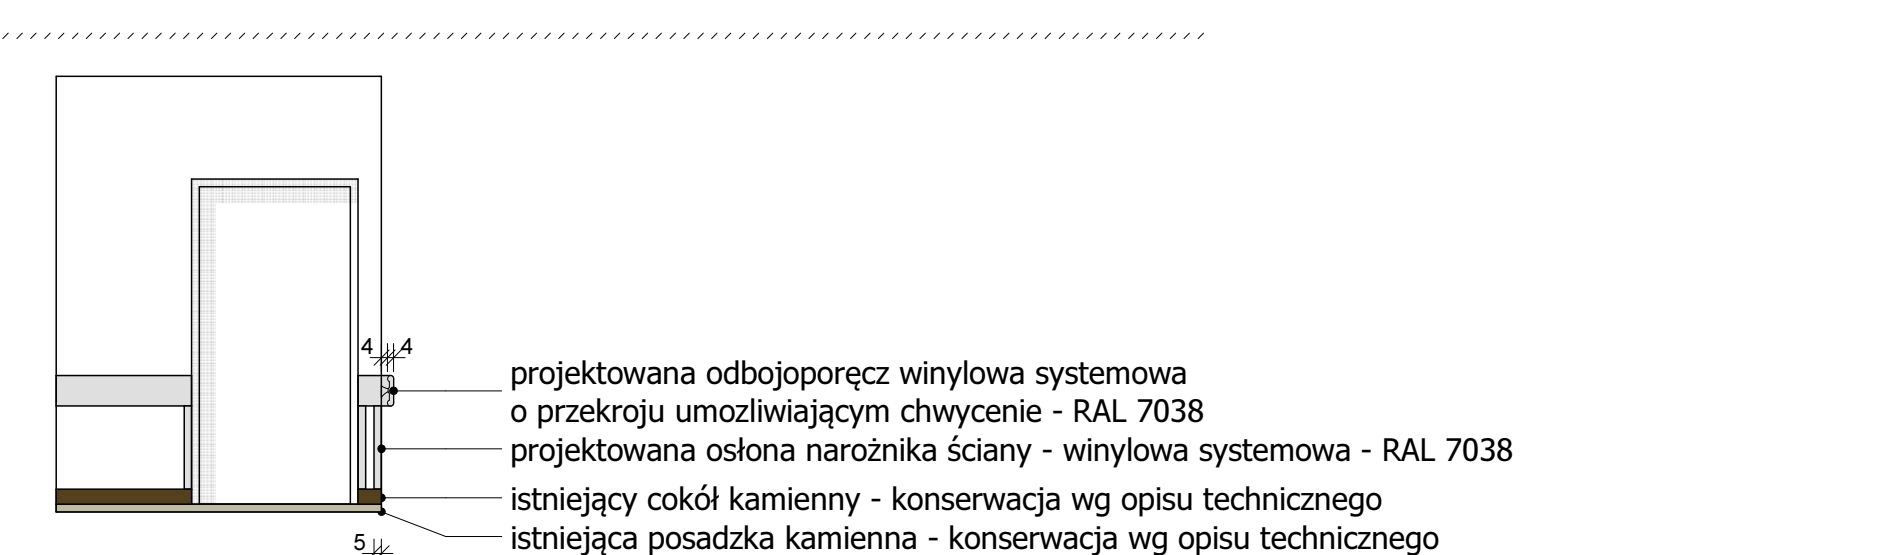 4 4
projektowana odbojoporęcz winylowa systemowa
o przekroju umozliwiającym chwycenie - RAL 7038
projektowana osłona narożnika ściany - winylowa systemowa - RAL 7038
istniejący cokół kamienny - konserwacja wg opisu technicznego
istniejąca posadzka kamienna - konserwacja wg opisu technicznego
5